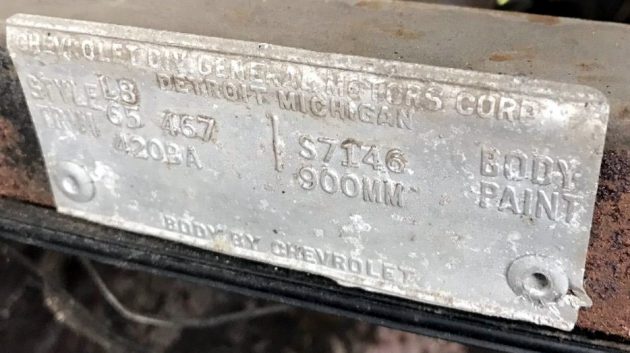 CHEVROLET DIV. GENERAL MOTORS CORP.
DETROIT MICHIGAN
STYLE 65 467 S7146 BODY
TRIM 420BA 900MM PAINT
L8
BODY BY CHEVROLET